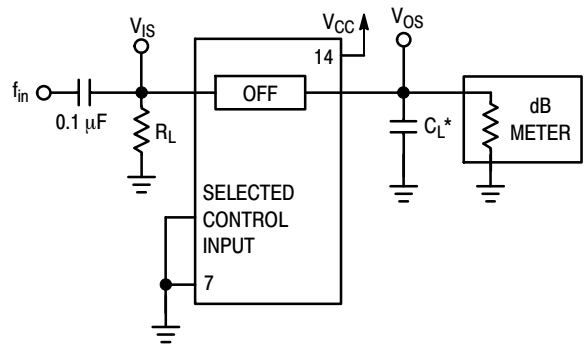 V_IS
V_CC
V_OS
14
f_in
OFF
dB
METER
0.1 µF
R_L
C_L*
SELECTED
CONTROL
INPUT
7